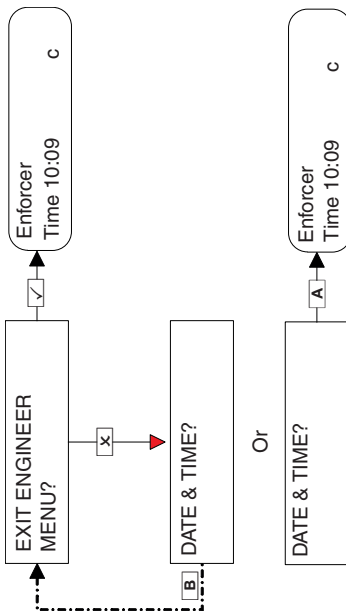 EXIT ENGINEER
MENU?
✓
Enforcer
Time 10:09 c
x
DATE & TIME?
B
Or
DATE & TIME?
A
Enforcer
Time 10:09 c